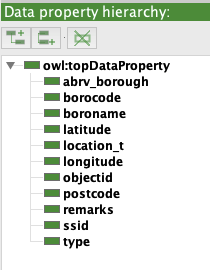 Data property hierarchy:
owl:topDataProperty
abrv_borough
borocode
boroname
latitude
location_t
longitude
objectid
postcode
remarks
ssid
type